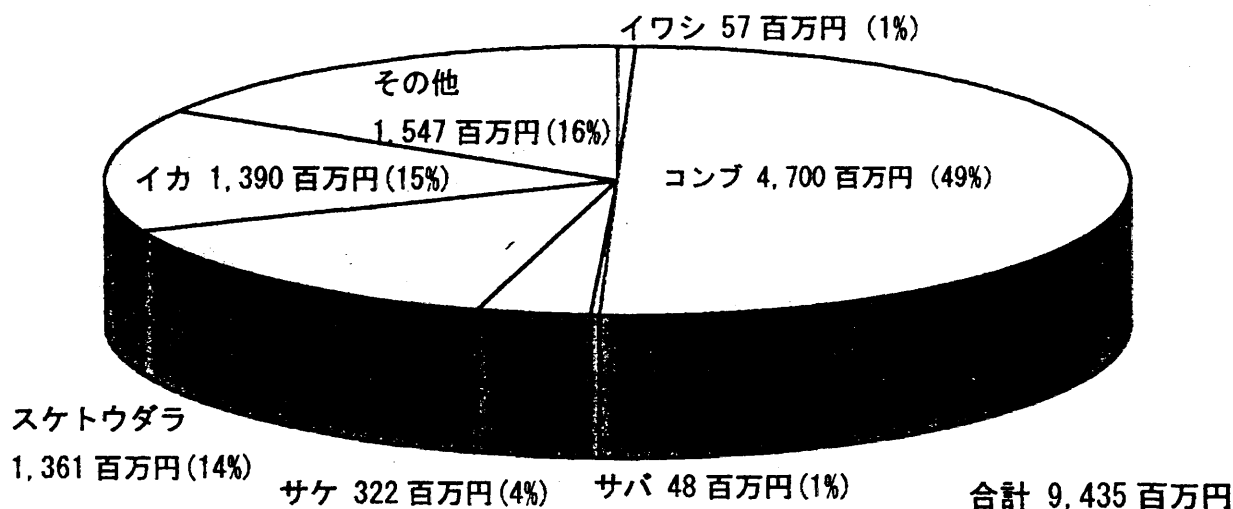 イワシ 57 百万円 (1%)
その他
1,547 百万円(16%)
イカ 1,390 百万円(15%)
コンブ 4,700 百万円 (49%)
スケトウダラ
1,361 百万円(14%)
サケ 322 百万円(4%)
サバ 48 百万円(1%)
合計 9,435 百万円